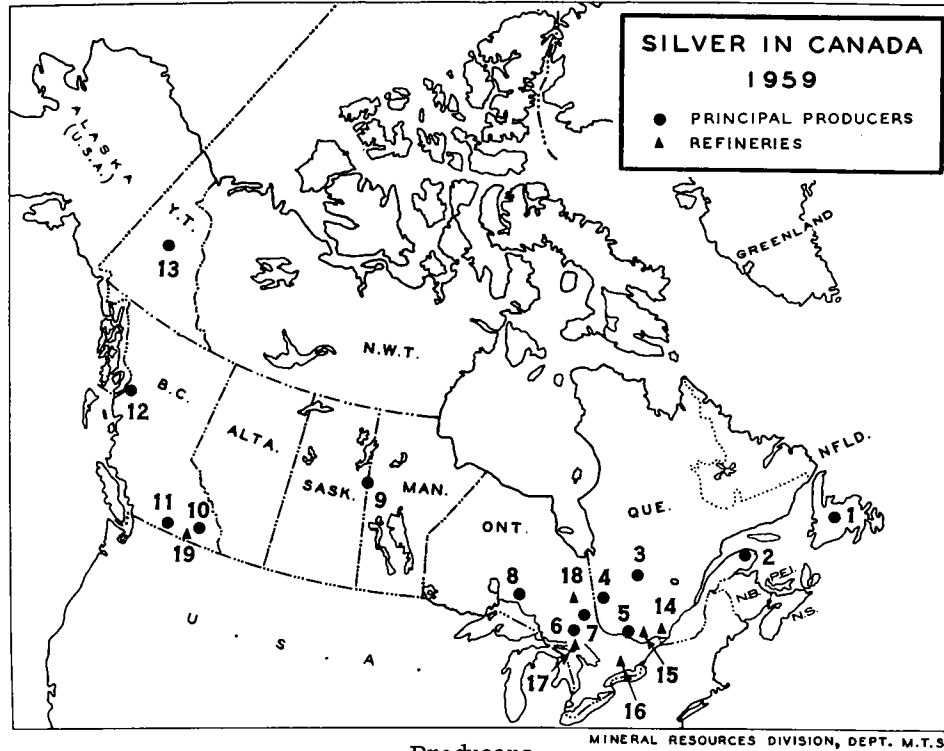 SILVER IN CANADA
1959
● PRINCIPAL PRODUCERS
▲ REFINERIES
ALASKA
(U.S.A.)
Y.T.
13
GREENLAND
N.W.T.
B.C.
12
ALTA.
SASK.
9
MAN.
NFLD.
QUE.
ONT.
11
10
19
1
2
3
4
5
6
7
8
18
14
P.E.I.
N.B.
N.S.
U.S.A.
17
15
16
MINERAL RESOURCES DIVISION, DEPT. M.T.S.
Producers